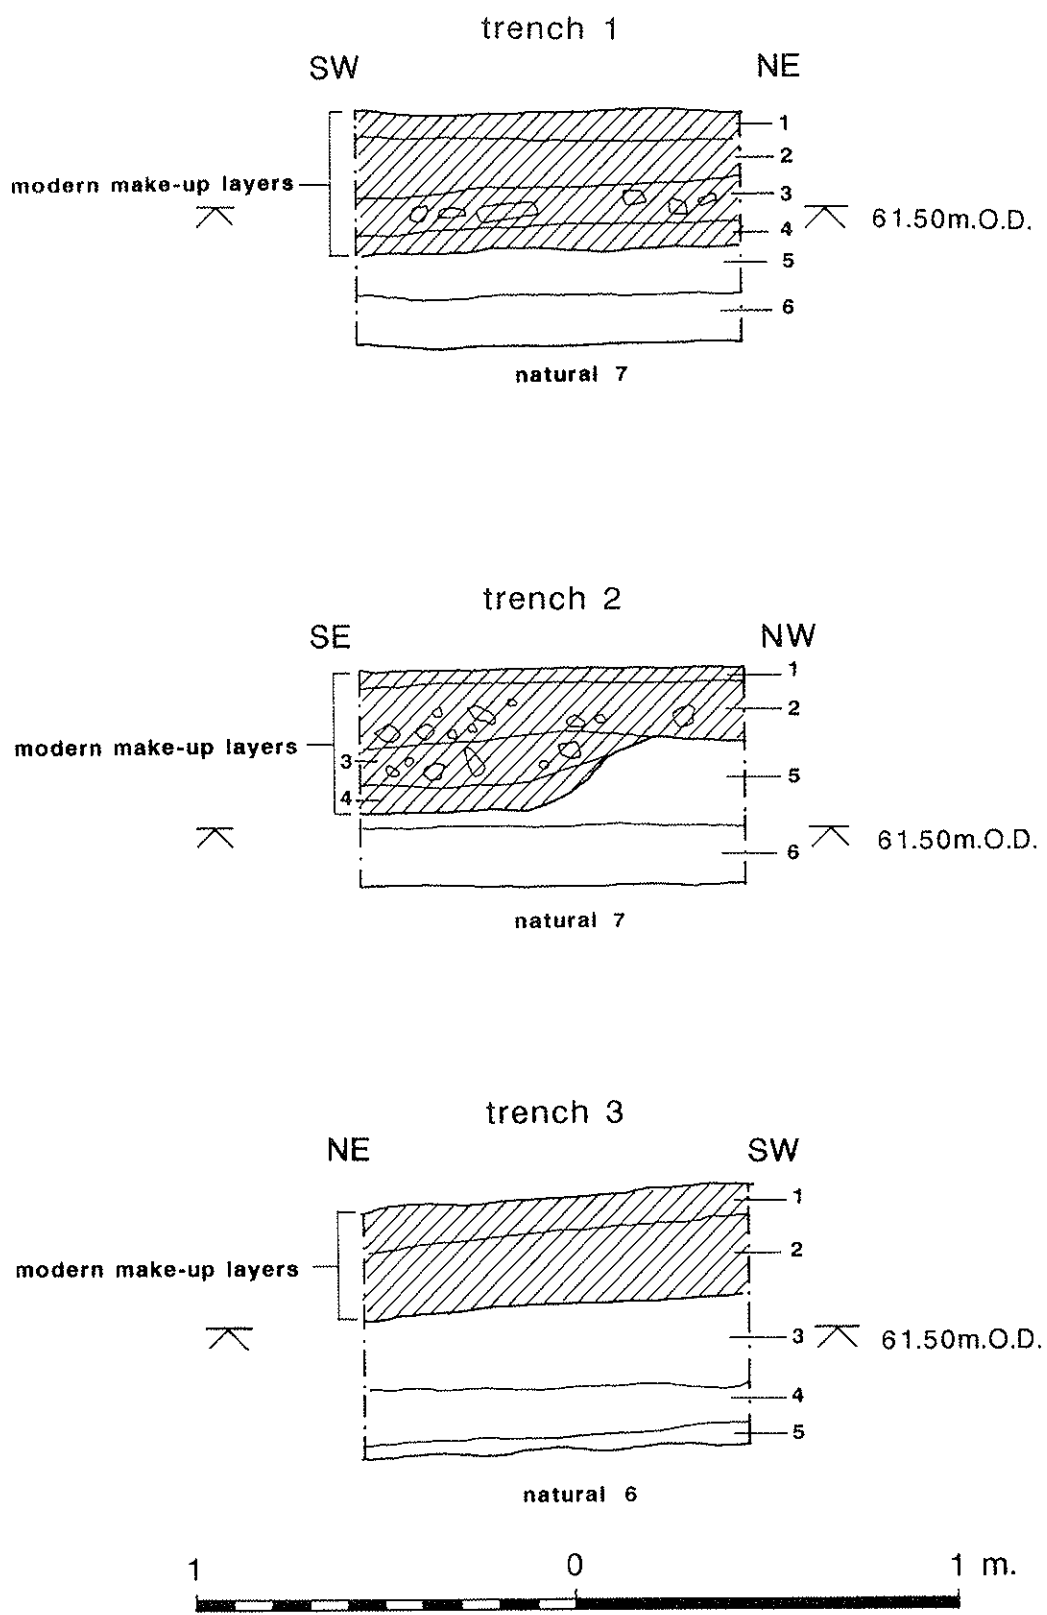 trench 1
SW NE
1
2
modern make-up layers
3
61.50m.O.D.
4
5
6
natural 7
trench 2
SE NW
1
2
modern make-up layers
3
5
4
61.50m.O.D.
6
natural 7
trench 3
NE SW
1
2
modern make-up layers
3
61.50m.O.D.
4
5
natural 6
1 0 1 m.